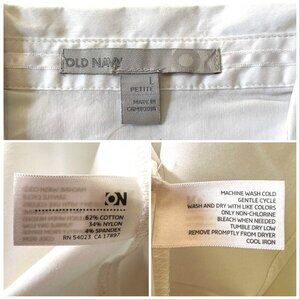 OLD NAVY
L
PETITE
MADE IN
CAMBODIA
ON
62% COTTON
34% NYLON
4% SPANDEX
RN 54023 CA 17897
MACHINE WASH COLD
GENTLE CYCLE
WASH AND DRY WITH LIKE COLORS
ONLY NON-CHLORINE
BLEACH WHEN NEEDED
TUMBLE DRY LOW
REMOVE PROMPTLY FROM DRYER
COOL IRON